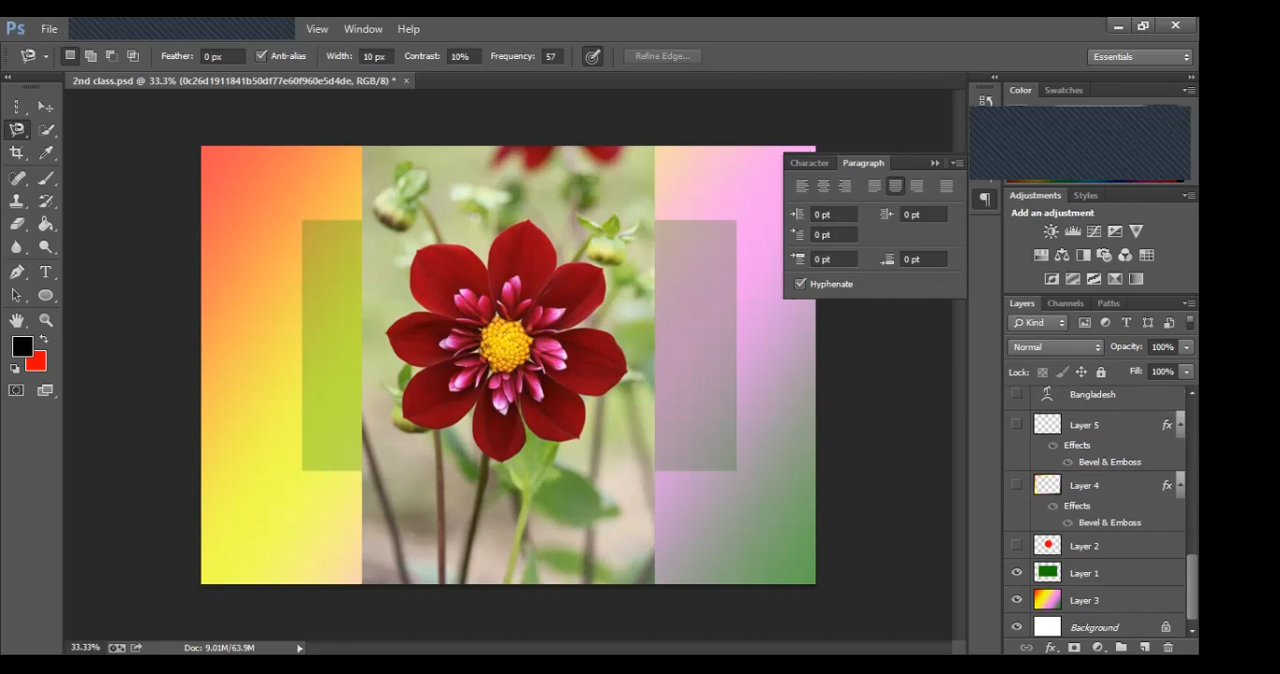 Ps File View Window Help
Feather: 0 px Anti-alias Width: 10 px Contrast: 10% Frequency: 57 Refine Edge... Essentials
2nd class.psd @ 33.3% (0c26d1911841b50df77e60f960e5d4de, RGB/8) * ×
Color Swatches
Character Paragraph
0 pt 0 pt
0 pt
0 pt 0 pt
Hyphenate
Adjustments Styles
Add an adjustment
Layers Channels Paths
Kind
Normal Opacity: 100%
Lock: Fill: 100%
Bangladesh
Layer 5 fx
Effects
Bevel & Emboss
Layer 4 fx
Effects
Bevel & Emboss
Layer 2
Layer 1
Layer 3
Background
33.33% Doc: 9.01M/63.9M